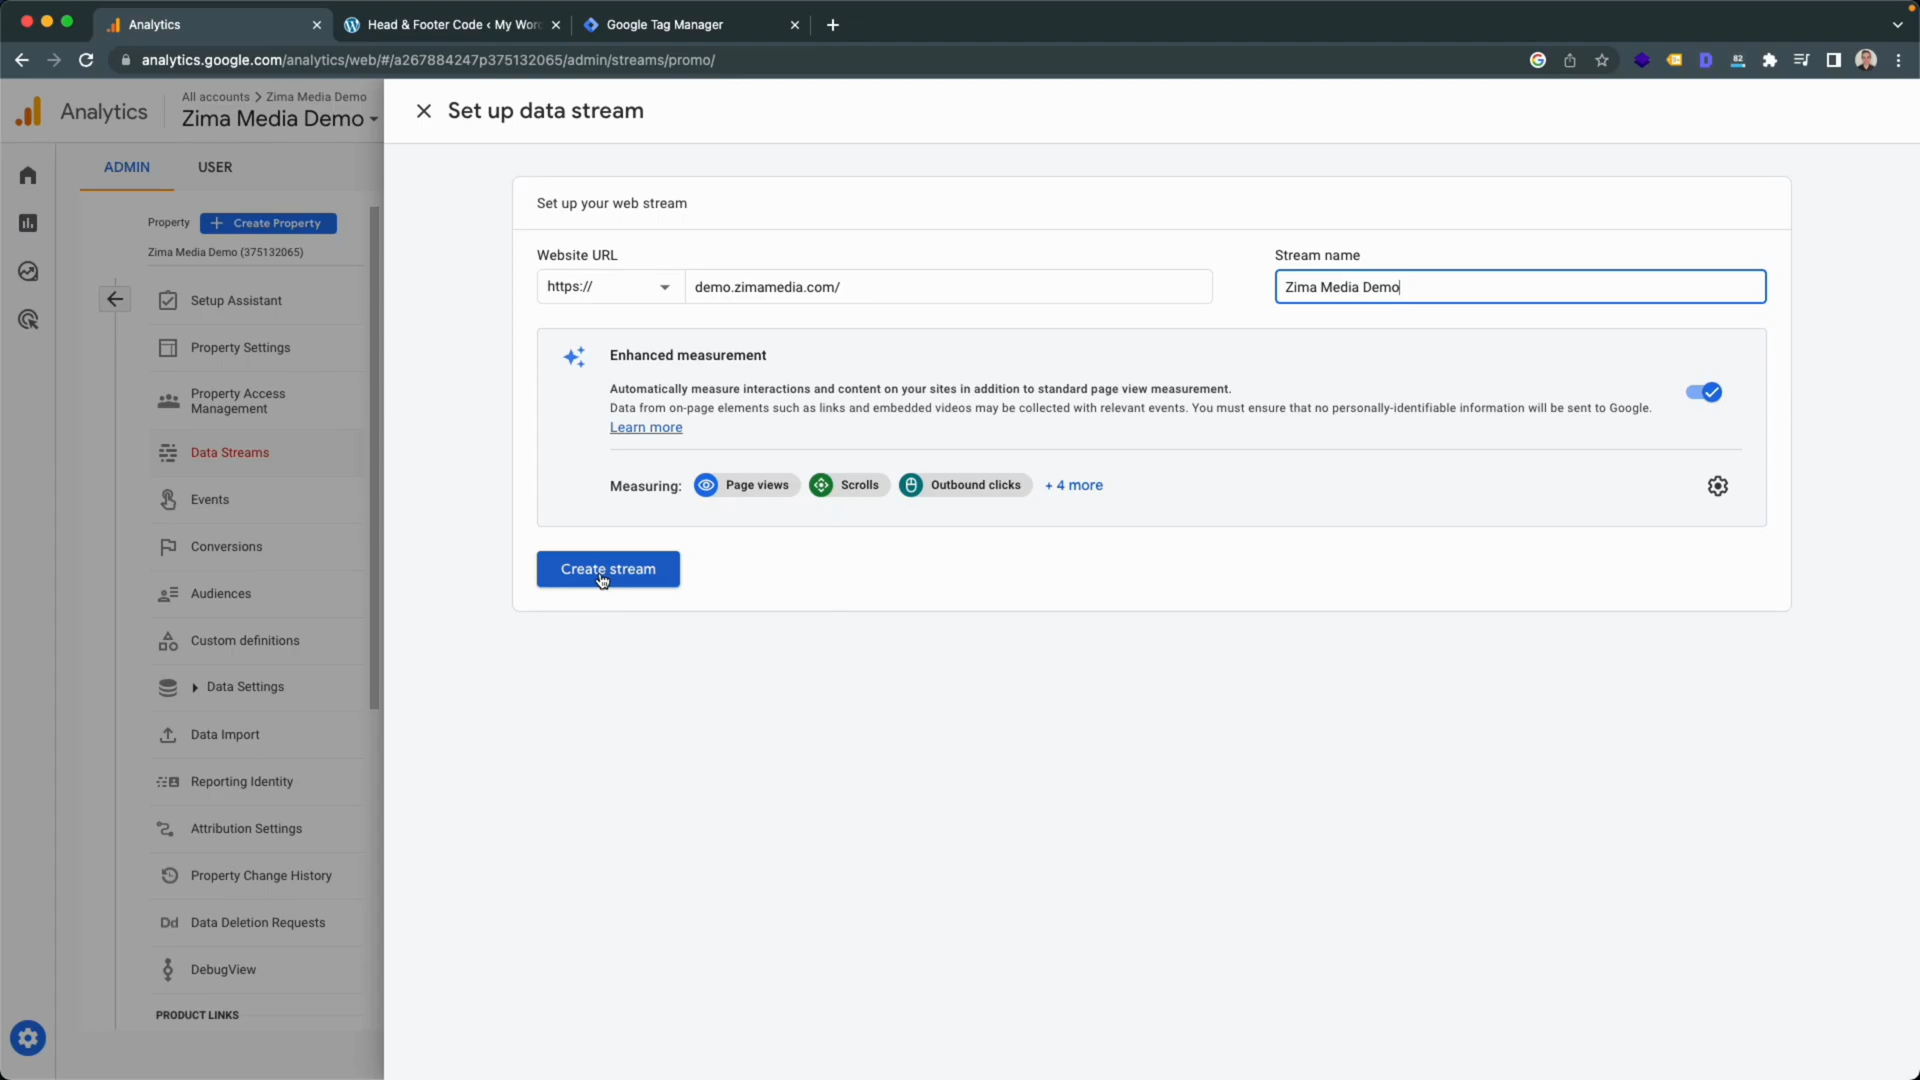 Analytics
Head & Footer Code ‹ My Wor
Google Tag Manager
analytics.google.com/analytics/web/#/a267884247p375132065/admin/streams/promo/
82
Analytics
All accounts > Zima Media Demo
Zima Media Demo
Set up data stream
ADMIN
USER
Property
Create Property
Zima Media Demo (375132065)
Setup Assistant
Property Settings
Property Access
Management
Data Streams
Events
Conversions
Audiences
Custom definitions
Data Settings
Data Import
Reporting Identity
Attribution Settings
Property Change History
Dd Data Deletion Requests
DebugView
PRODUCT LINKS
Set up your web stream
Website URL
Stream name
https://
demo.zimamedia.com/
Zima Media Demo
Enhanced measurement
Automatically measure interactions and content on your sites in addition to standard page view measurement.
Data from on-page elements such as links and embedded videos may be collected with relevant events. You must ensure that no personally-identifiable information will be sent to Google.
Learn more
Measuring:
Page views
Scrolls
Outbound clicks
+ 4 more
Create stream